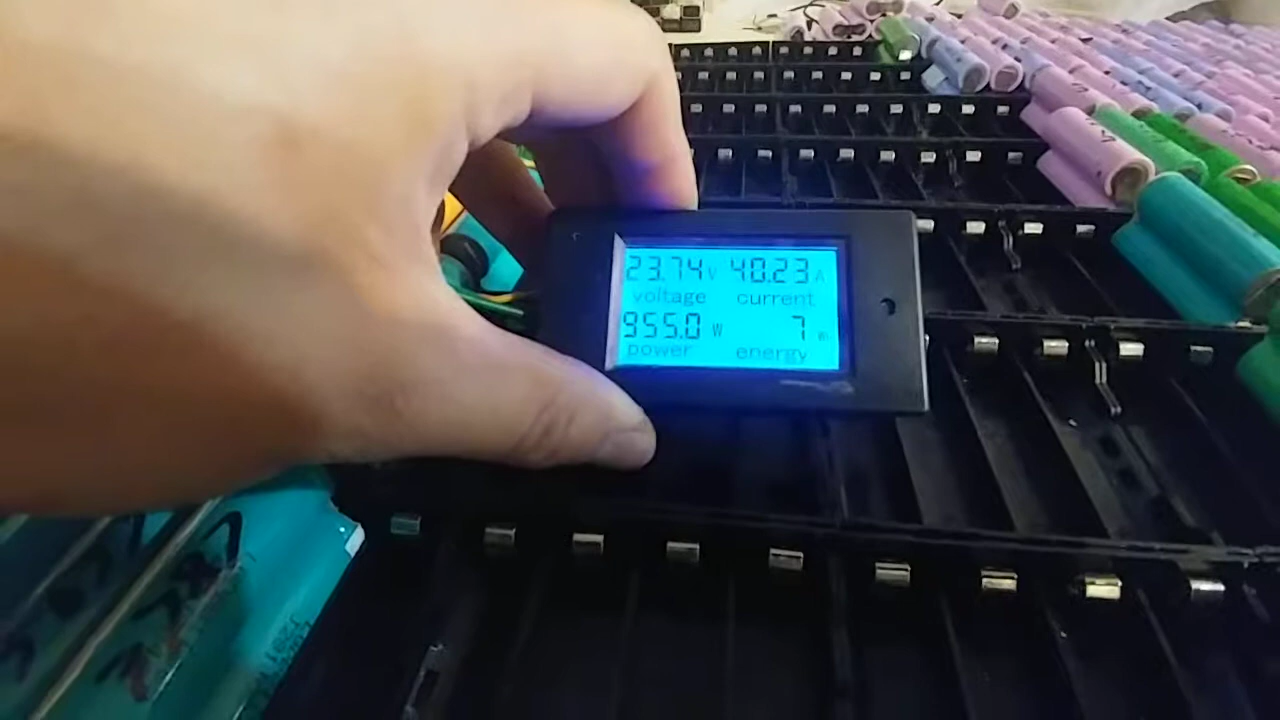 23.74 V 40.23 A
voltage current
955.0 W 7 Wh
power energy